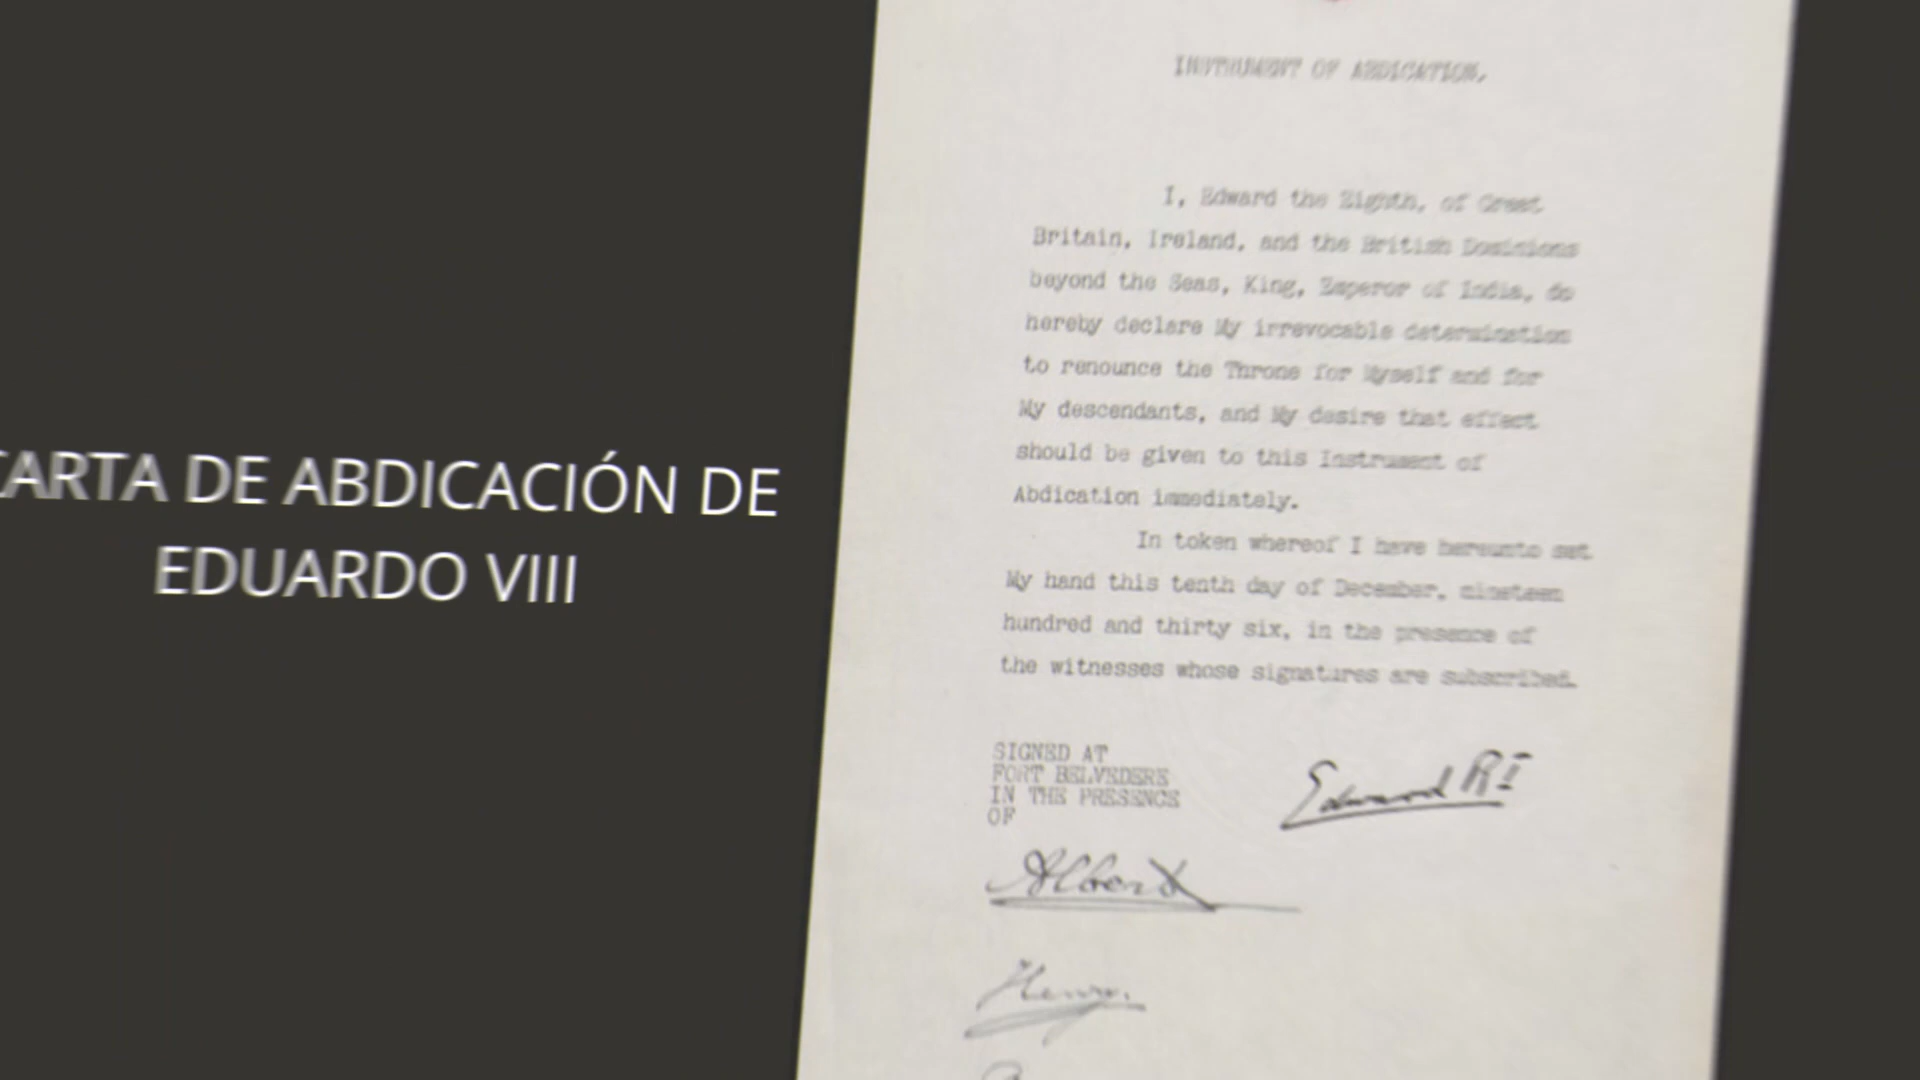 CARTA DE ABDICACIÓN DE
EDUARDO VIII
INSTRUMENT OF ABDICATION.
I, Edward the Eighth, of Great
Britain, Ireland, and the British Dominions
beyond the Seas, King, Emperor of India, do
hereby declare My irrevocable determination
to renounce the Throne for Myself and for
My descendants, and My desire that effect
should be given to this Instrument of
Abdication immediately.
In token whereof I have hereunto set
My hand this tenth day of December, nineteen
hundred and thirty six, in the presence of
the witnesses whose signatures are subscribed.
SIGNED AT
FORT BELVEDERE
IN THE PRESENCE
OF
Edward RI
Albert
Henry.